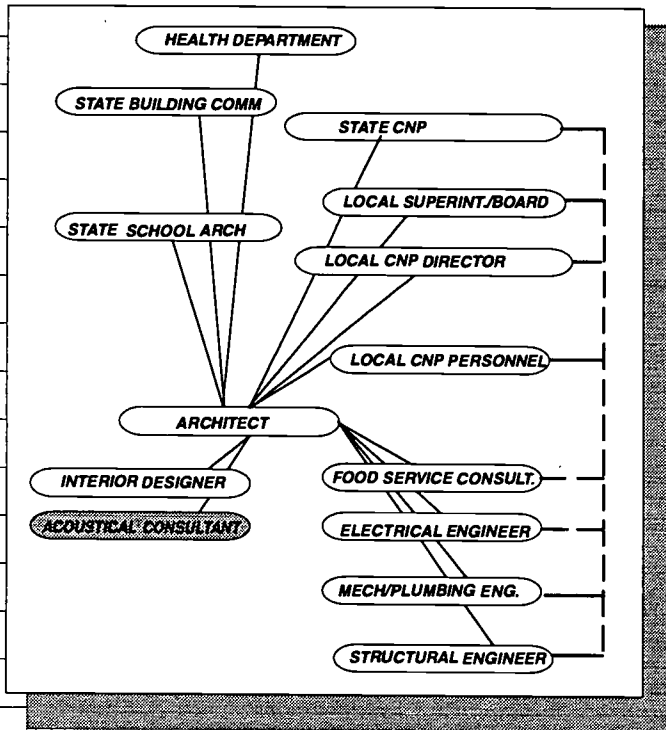 HEALTH DEPARTMENT
STATE BUILDING COMM
STATE CNP
LOCAL SUPERINT./BOARD
STATE SCHOOL ARCH
LOCAL CNP DIRECTOR
LOCAL CNP PERSONNEL
ARCHITECT
INTERIOR DESIGNER
FOOD SERVICE CONSULT.
ACOUSTICAL CONSULTANT
ELECTRICAL ENGINEER
MECH/PLUMBING ENG.
STRUCTURAL ENGINEER